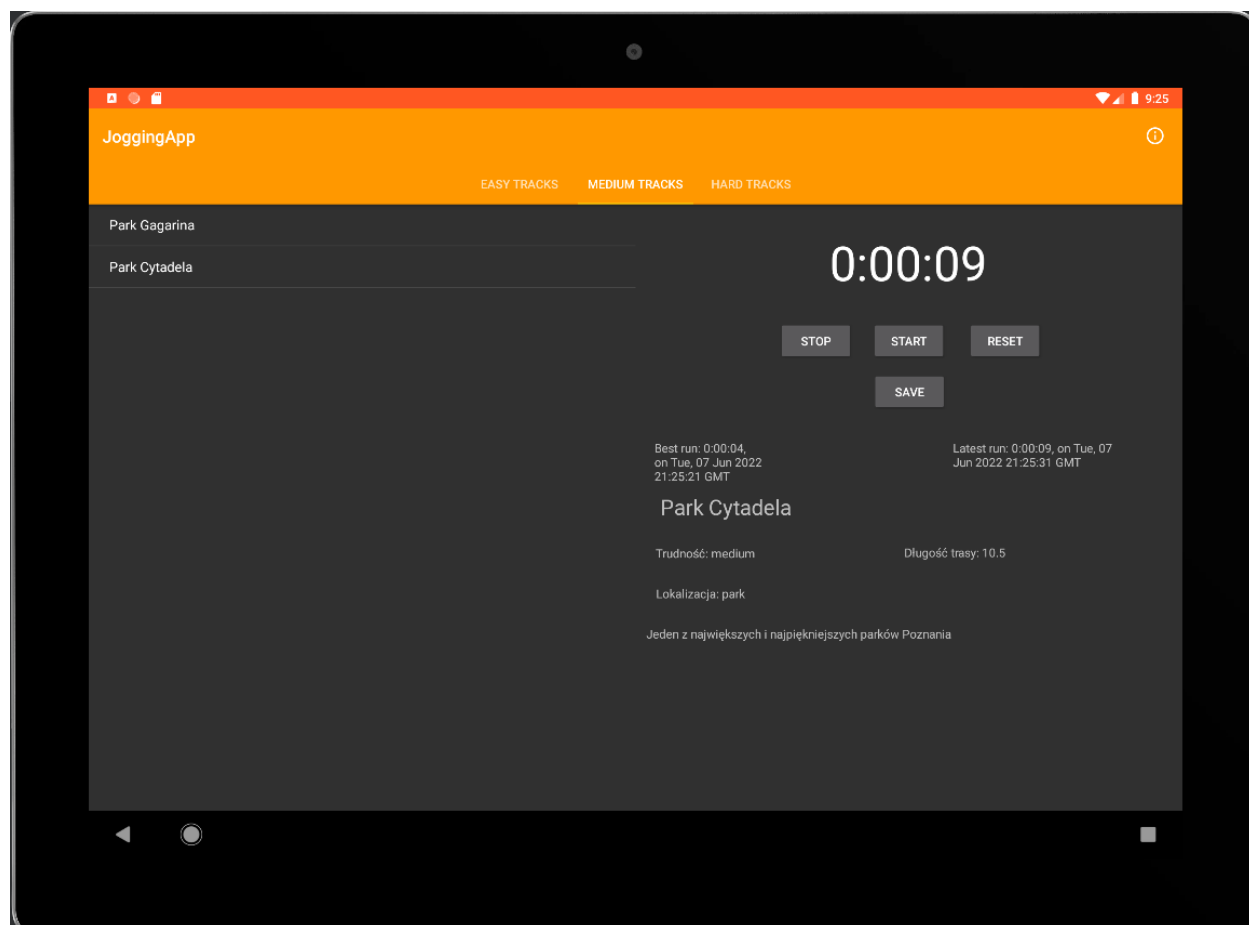 9:25
JoggingApp
EASY TRACKS MEDIUM TRACKS HARD TRACKS
Park Gagarina
Park Cytadela
0:00:09
STOP START RESET
SAVE
Best run: 0:00:04,
on Tue, 07 Jun 2022
21:25:21 GMT
Latest run: 0:00:09, on Tue, 07
Jun 2022 21:25:31 GMT
Park Cytadela
Trudność: medium Długość trasy: 10.5
Lokalizacja: park
Jeden z największych i najpiękniejszych parków Poznania